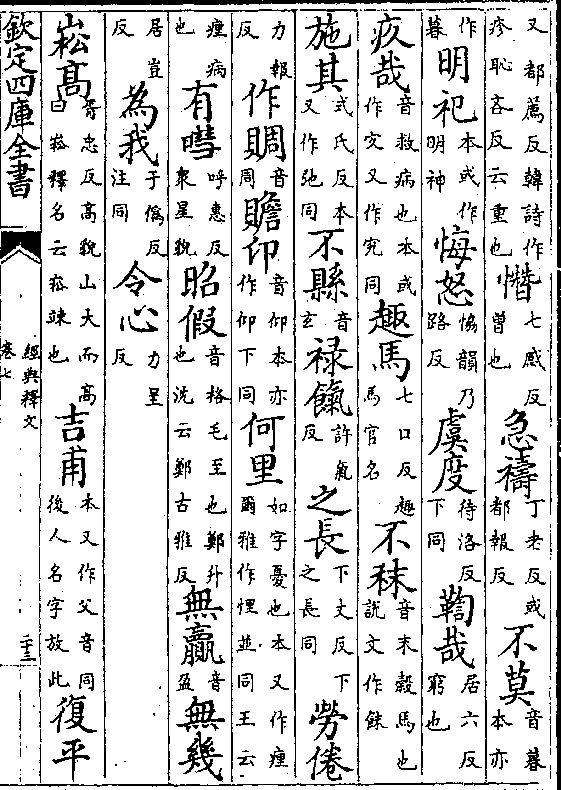 又都薦反韓詩作疹恥吝反云重也憯七感反曾也急禱丁老反或都報反不莫音暮本亦
作暮明祀本或作明神悔怒恊韻乃路反虞度待洛反下同鞫哉居六反窮也
疚哉音救病也本或作宄又作究同趣馬七口反趣馬官名不秣音末穀馬也說文作䬴
施其式氏反本又作弛同不縣音玄祿餼許氣反之長下丈反下之長同勞倦
力報反作賙音周瞻卬音仰本亦作仰下同何里如字憂也本又作㾖爾雅作悝並同王云
㾖病也有嘒呼惠反衆星貌昭假音格毛至也鄭升也沈云鄭古雅反無贏音盈無幾
居豈反為我于偽反注同令心力呈反
崧高胥忠反高貌山大而高曰崧釋名云崧竦也吉甫本又作父音同後人名字放此復平
欽定四庫全書
經典釋文
卷七
二十三